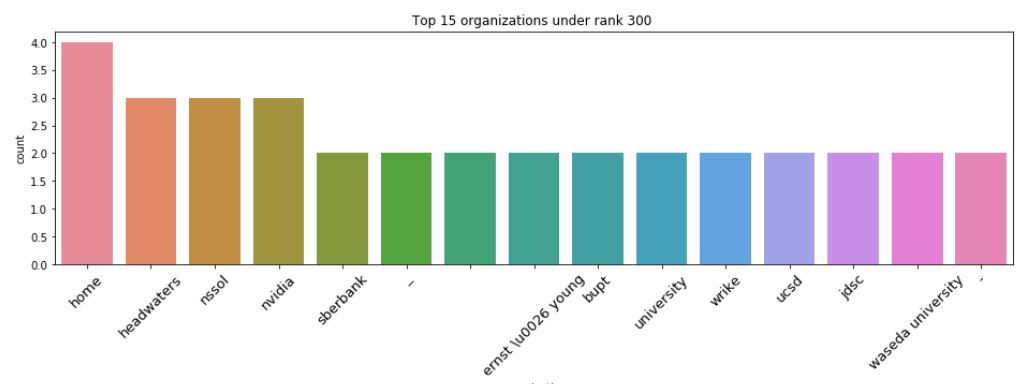 Top 15 organizations under rank 300
count
4.0
3.5
3.0
2.5
2.0
1.5
1.0
0.5
0.0
home
headwaters
nssol
nvidia
sberbank
_
ernst \u0026 young
bupt
university
wrike
ucsd
jdsc
waseda university
-